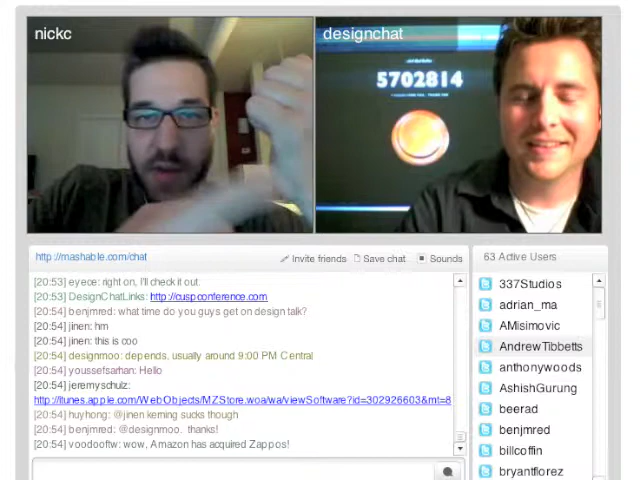 nickc
designchat
5702814
http://mashable.com/chat
Invite friends
Save chat
Sounds
63 Active Users
[20:53] eyece: right on, I'll check it out.
[20:53] DesignChatLinks: http://cuspconference.com
[20:54] benjmred: what time do you guys get on design talk?
[20:54] jinen: hm
[20:54] jinen: this is coo
[20:54] designmoo: depends, usually around 9:00 PM Central
[20:54] youssefsarhan: Hello
[20:54] jeremyschulz:
http://itunes.apple.com/WebObjects/MZStore.woa/wa/viewSoftware?id=302926603&mt=8
[20:54] huyhong: @jinen kerning sucks though
[20:54] benjmred: @designmoo. thanks!
[20:54] voodooftw: wow, Amazon has acquired Zappos!
337Studios
adrian_ma
AMisimovic
AndrewTibbetts
anthonywoods
AshishGurung
beerad
benjmred
billcoffin
bryantlorez